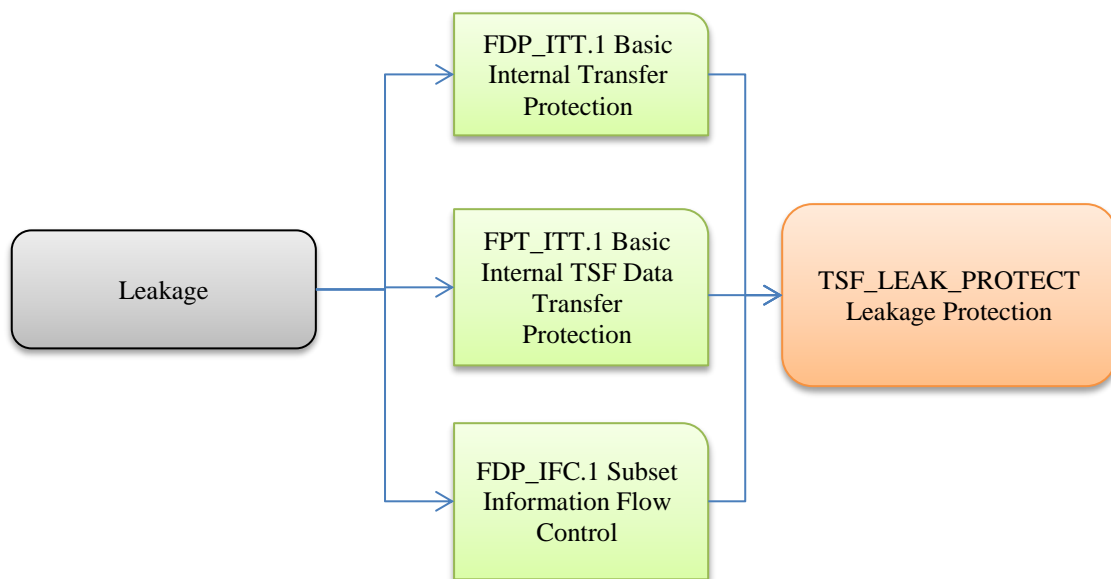 Leakage
FDP_ITT.1 Basic
Internal Transfer
Protection
FPT_ITT.1 Basic
Internal TSF Data
Transfer
Protection
FDP_IFC.1 Subset
Information Flow
Control
TSF_LEAK_PROTECT
Leakage Protection